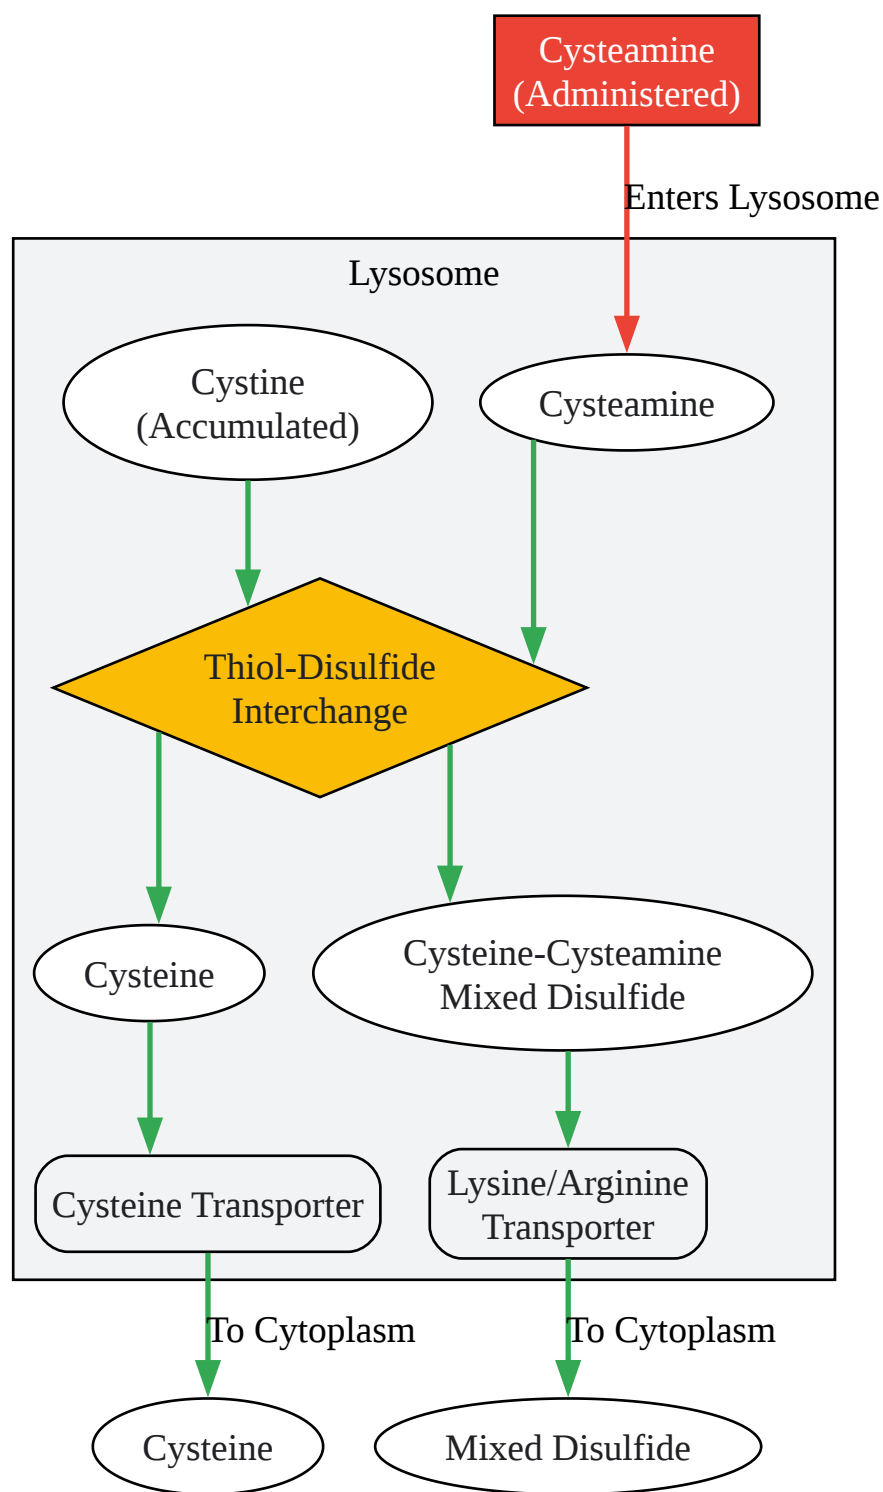 Cysteamine
(Administered)
Enters Lysosome
Lysosome
Cystine
(Accumulated)
Cysteamine
Thiol-Disulfide
Interchange
Cysteine
Cysteine-Cysteamine
Mixed Disulfide
Cysteine Transporter
Lysine/Arginine
Transporter
To Cytoplasm
To Cytoplasm
Cysteine
Mixed Disulfide